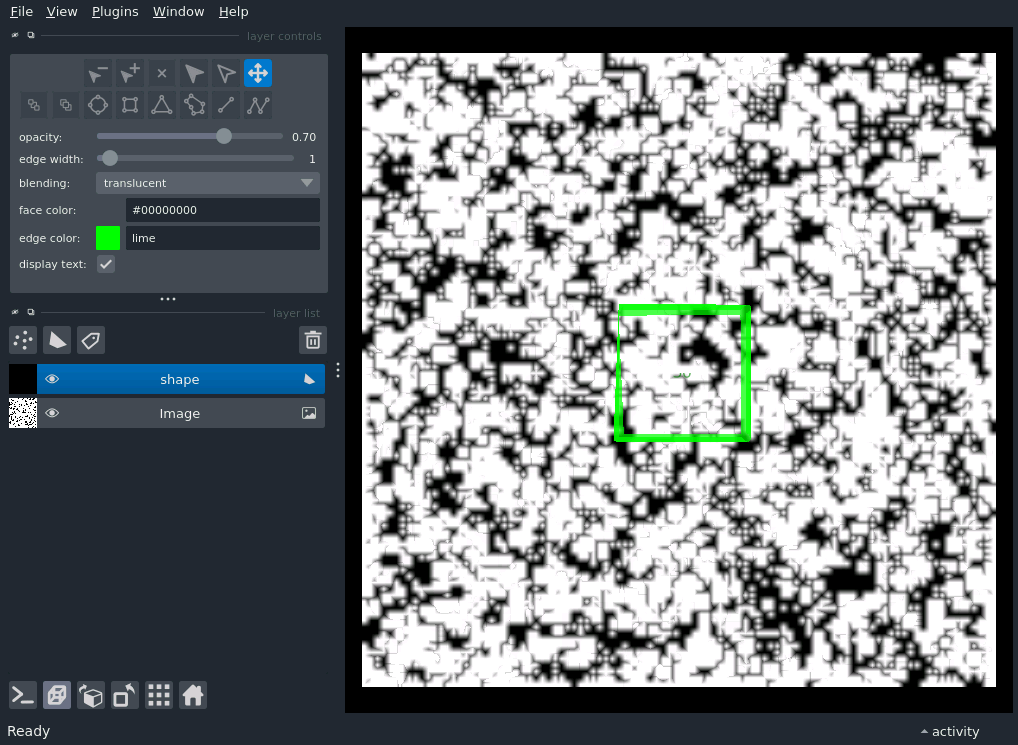 File View Plugins Window Help
layer controls
opacity: 0.70
edge width: 1
blending: translucent
face color: #00000000
edge color: lime
display text:
layer list
shape
Image
Ready
activity